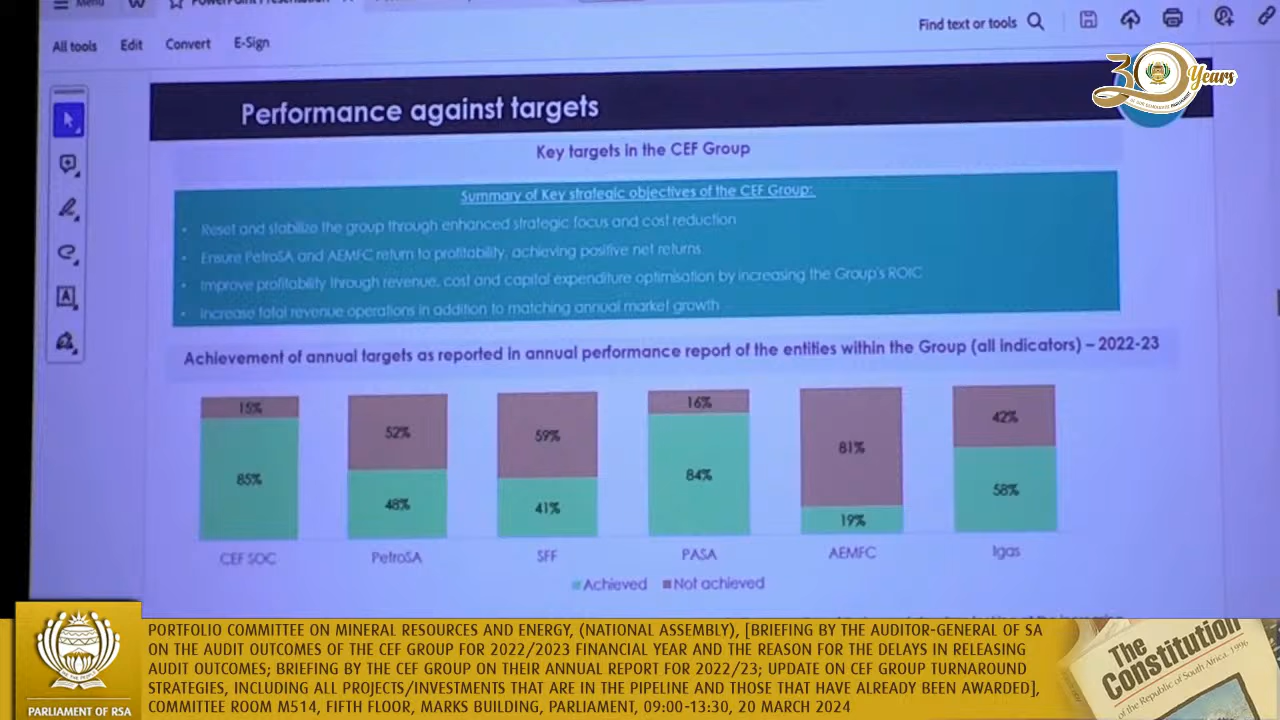 Menu
PowerPoint Presentation
All tools
Edit
Convert
E-Sign
Find text or tools
30 Years
Performance against targets
Key targets in the CEF Group
Summary of Key strategic objectives of the CEF Group:
• Reset and stabilize the group through enhanced strategic focus and cost reduction
• Ensure PetroSA and AEMFC return to profitability, achieving positive net returns
• Improve profitability through revenue, cost and capital expenditure optimisation by increasing the Group's ROIC
• Increase total revenue operations in addition to matching annual market growth
Achievement of annual targets as reported in annual performance report of the entities within the Group (all indicators) – 2022-23
15% 52% 59% 16% 81% 42%
85% 48% 41% 84% 19% 58%
CEF SOC PetroSA SFF PASA AEMFC Igas
Achieved Not achieved
PORTFOLIO COMMITTEE ON MINERAL RESOURCES AND ENERGY, (NATIONAL ASSEMBLY), [BRIEFING BY THE AUDITOR-GENERAL OF SA
ON THE AUDIT OUTCOMES OF THE CEF GROUP FOR 2022/2023 FINANCIAL YEAR AND THE REASON FOR THE DELAYS IN RELEASING
AUDIT OUTCOMES; BRIEFING BY THE CEF GROUP ON THEIR ANNUAL REPORT FOR 2022/23; UPDATE ON CEF GROUP TURNAROUND
STRATEGIES, INCLUDING ALL PROJECTS/INVESTMENTS THAT ARE IN THE PIPELINE AND THOSE THAT HAVE ALREADY BEEN AWARDED],
COMMITTEE ROOM M514, FIFTH FLOOR, MARKS BUILDING, PARLIAMENT, 09:00-13:30, 20 MARCH 2024
PARLIAMENT OF RSA
The
Constitution
of the Republic of South Africa, 1996